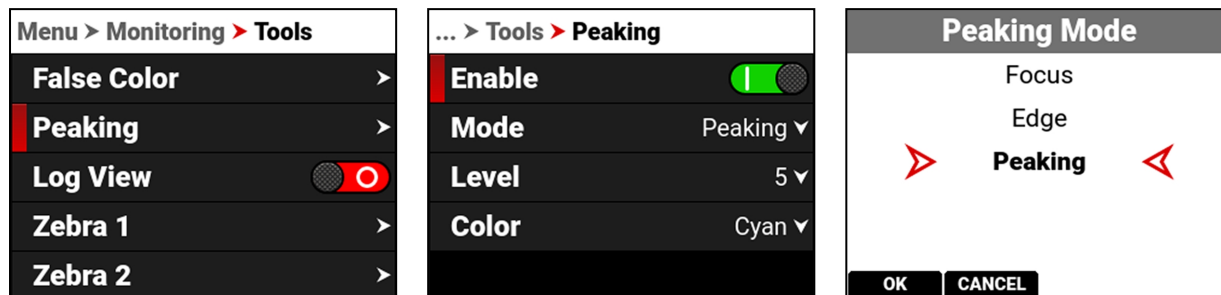 Menu > Monitoring > Tools
False Color >
Peaking >
Log View
Zebra 1 >
Zebra 2 >
... > Tools > Peaking
Enable
Mode Peaking
Level 5
Color Cyan
Peaking Mode
Focus
Edge
Peaking
OK CANCEL